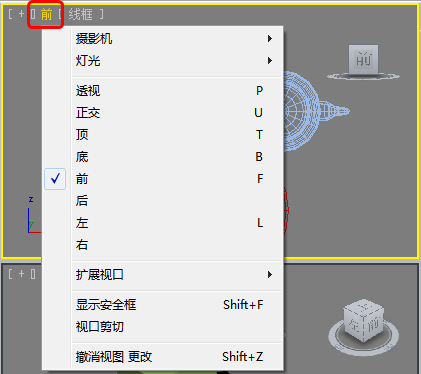 [ + ] 前 [ 线框 ]
摄影机
灯光
透视 P
正交 U
顶 T
底 B
前 F
后
左 L
右
扩展视口
显示安全框 Shift+F
视口剪切
撤消视图 更改 Shift+Z
前
z
[ + ]
前